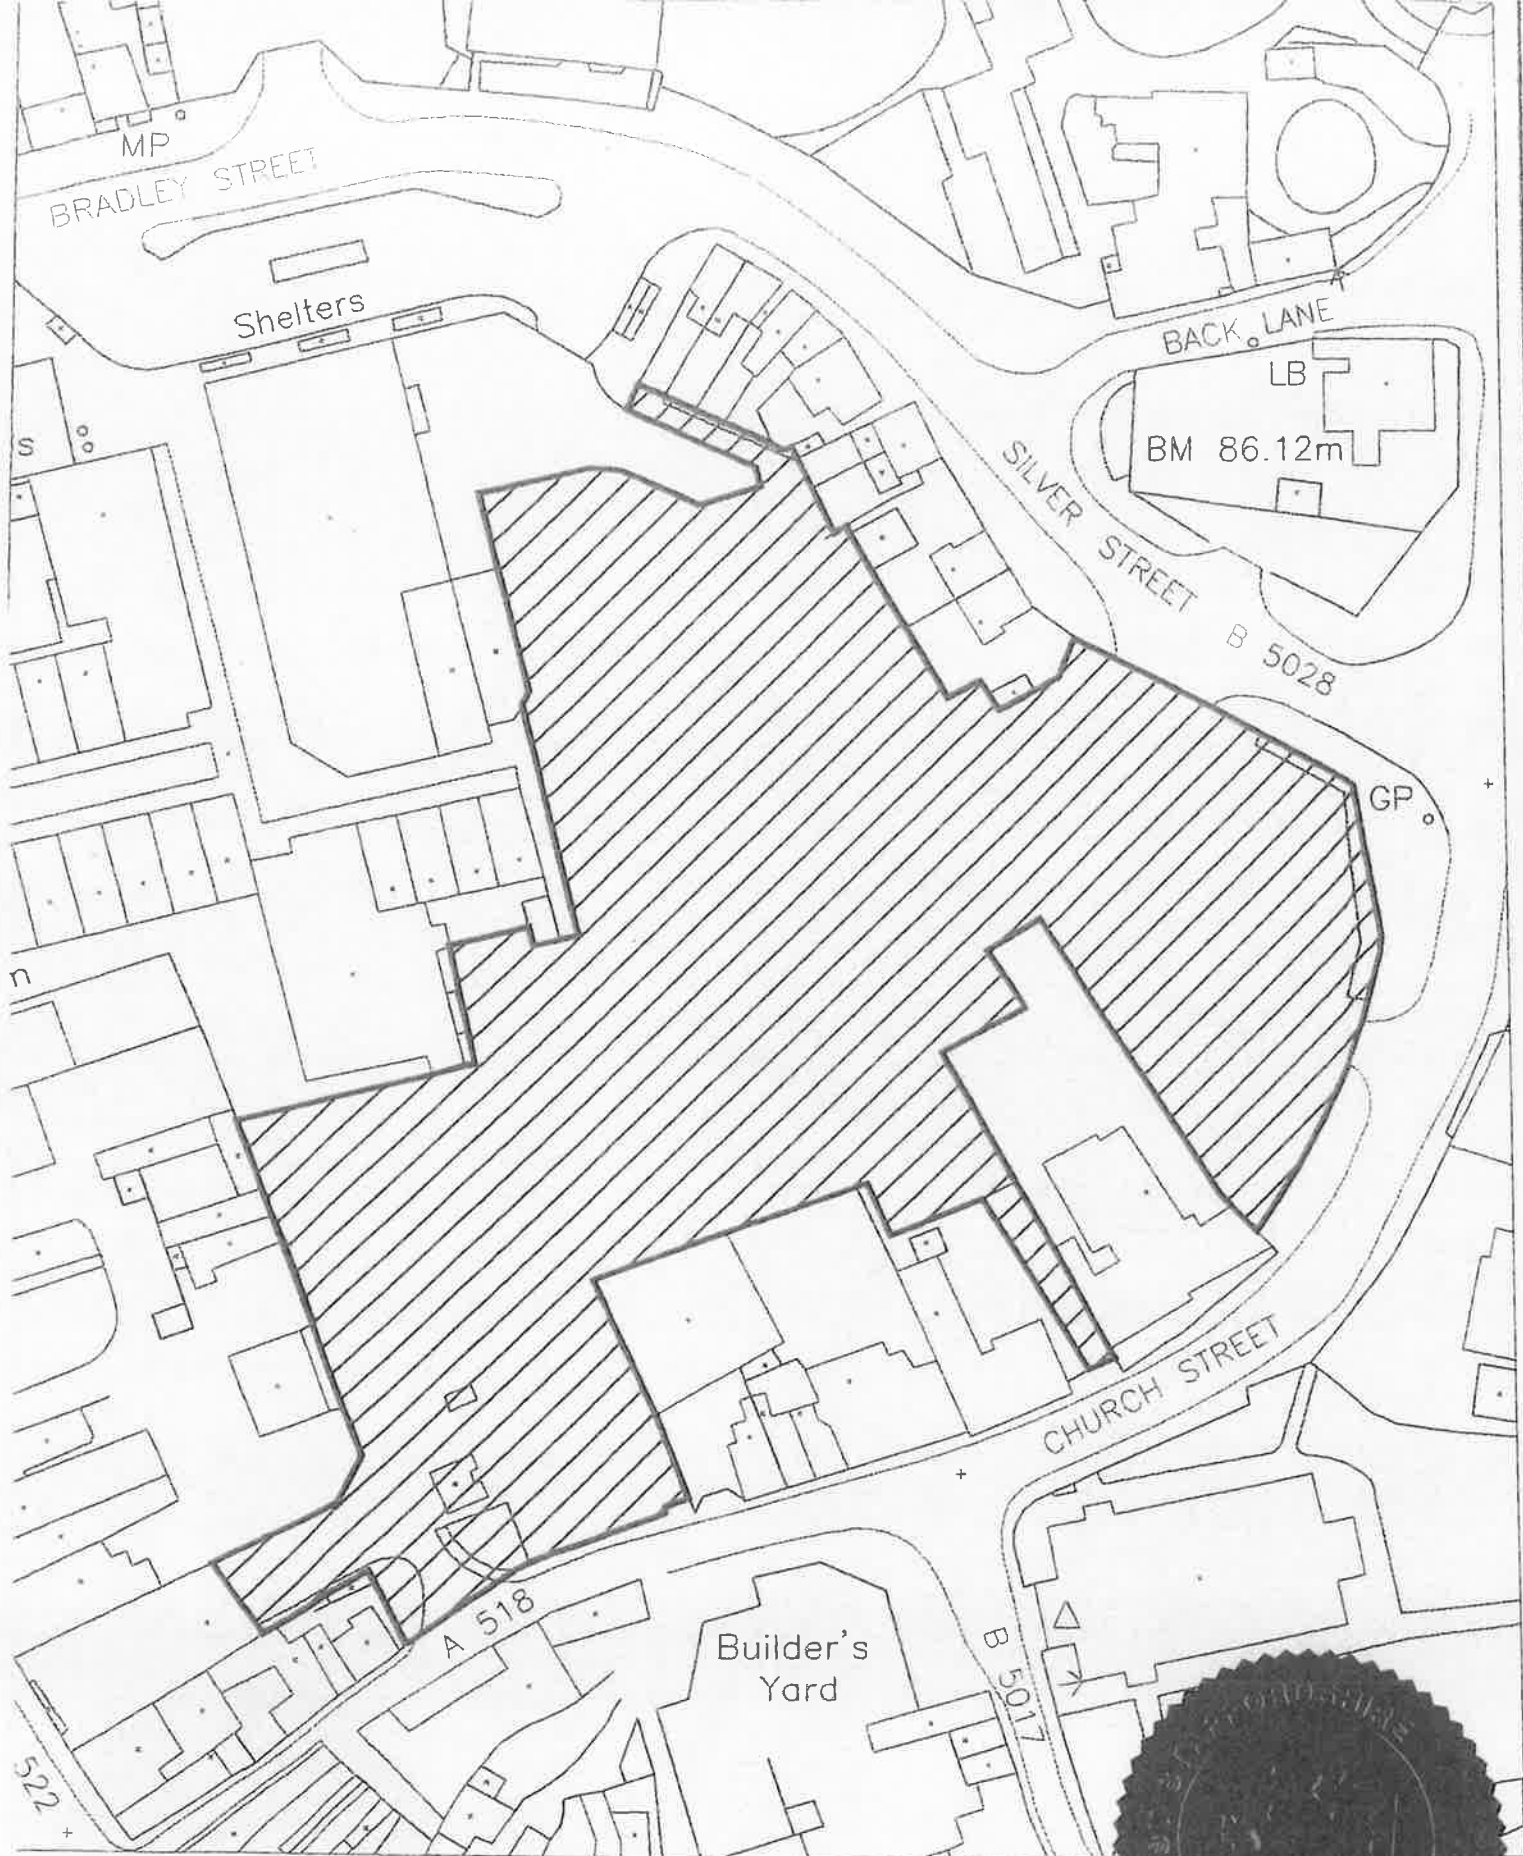 MP
BRADLEY STREET
Shelters
BACK LANE
LB
BM 86.12m
s
SILVER STREET
B 5028
GP
n
CHURCH STREET
A 518
Builder's
Yard
B 5017
522